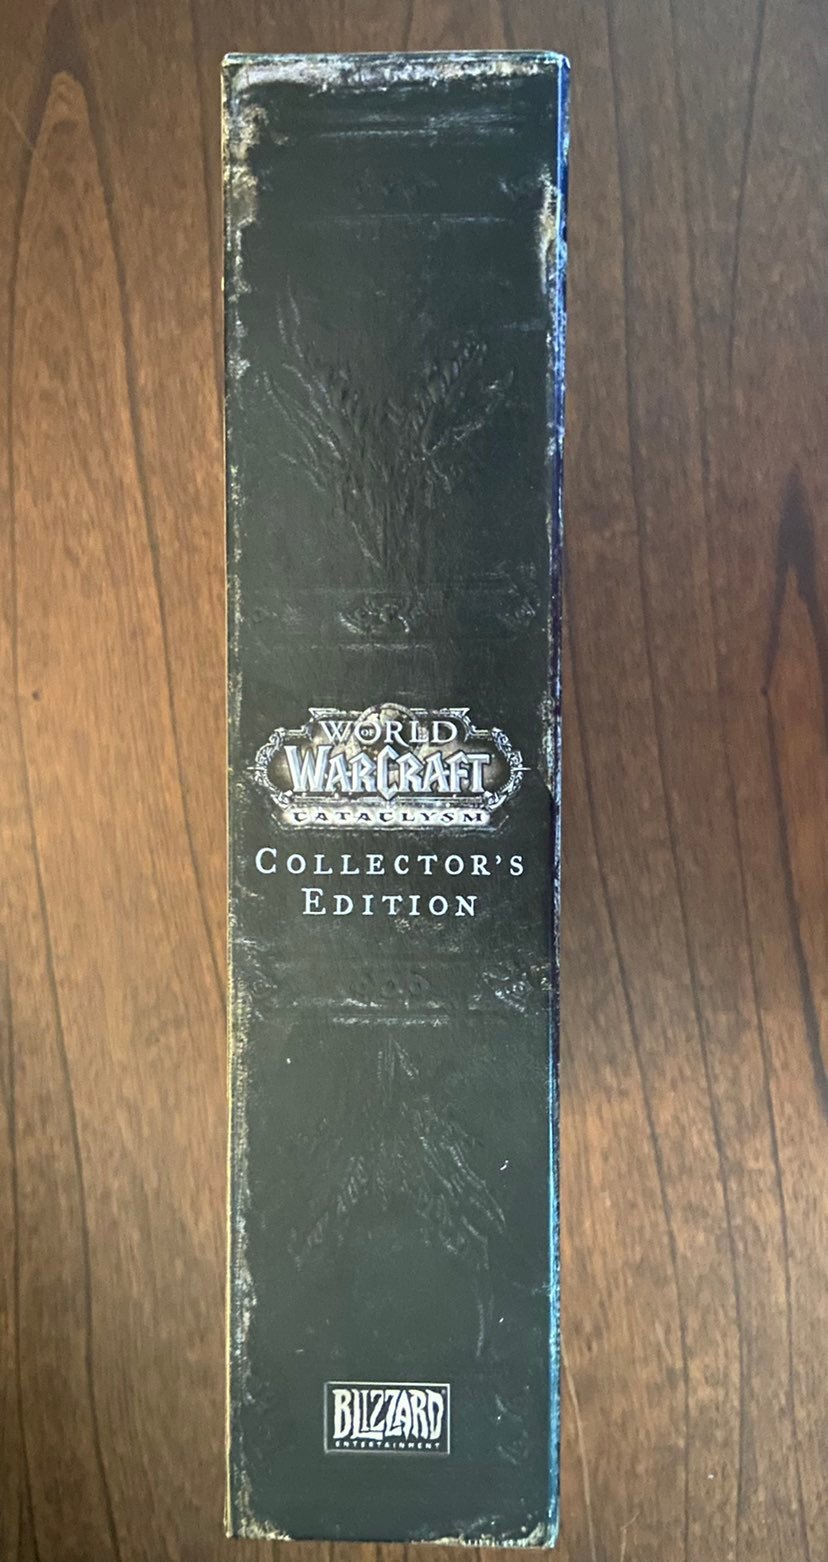 WORLD
OF
WARCRAFT
CATACLYSM
COLLECTOR'S
EDITION
BLIZZARD
ENTERTAINMENT